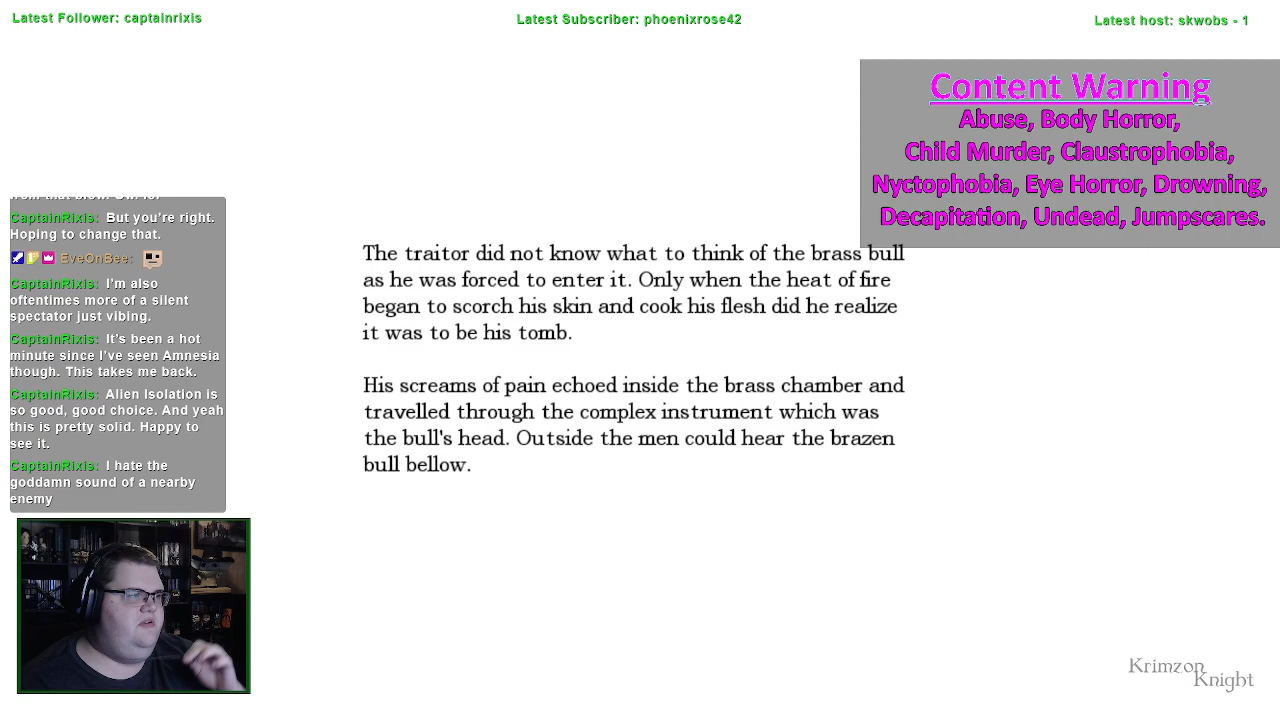 Latest Follower: captainrixis
Latest Subscriber: phoenixrose42
Latest host: skwobs - 1
Content Warning
Abuse, Body Horror,
Child Murder, Claustrophobia,
Nyctophobia, Eye Horror, Drowning,
Decapitation, Undead, Jumpscares.
CaptainRixis: But you're right.
Hoping to change that.
EveOnBee:
CaptainRixis: I'm also
oftentimes more of a silent
spectator just vibing.
CaptainRixis: It's been a hot
minute since I've seen Amnesia
though. This takes me back.
CaptainRixis: Alien Isolation is
so good, good choice. And yeah
this is pretty solid. Happy to
see it.
CaptainRixis: I hate the
goddamn sound of a nearby
enemy
The traitor did not know what to think of the brass bull
as he was forced to enter it. Only when the heat of fire
began to scorch his skin and cook his flesh did he realize
it was to be his tomb.
His screams of pain echoed inside the brass chamber and
travelled through the complex instrument which was
the bull's head. Outside the men could hear the brazen
bull bellow.
Krimzon
Knight